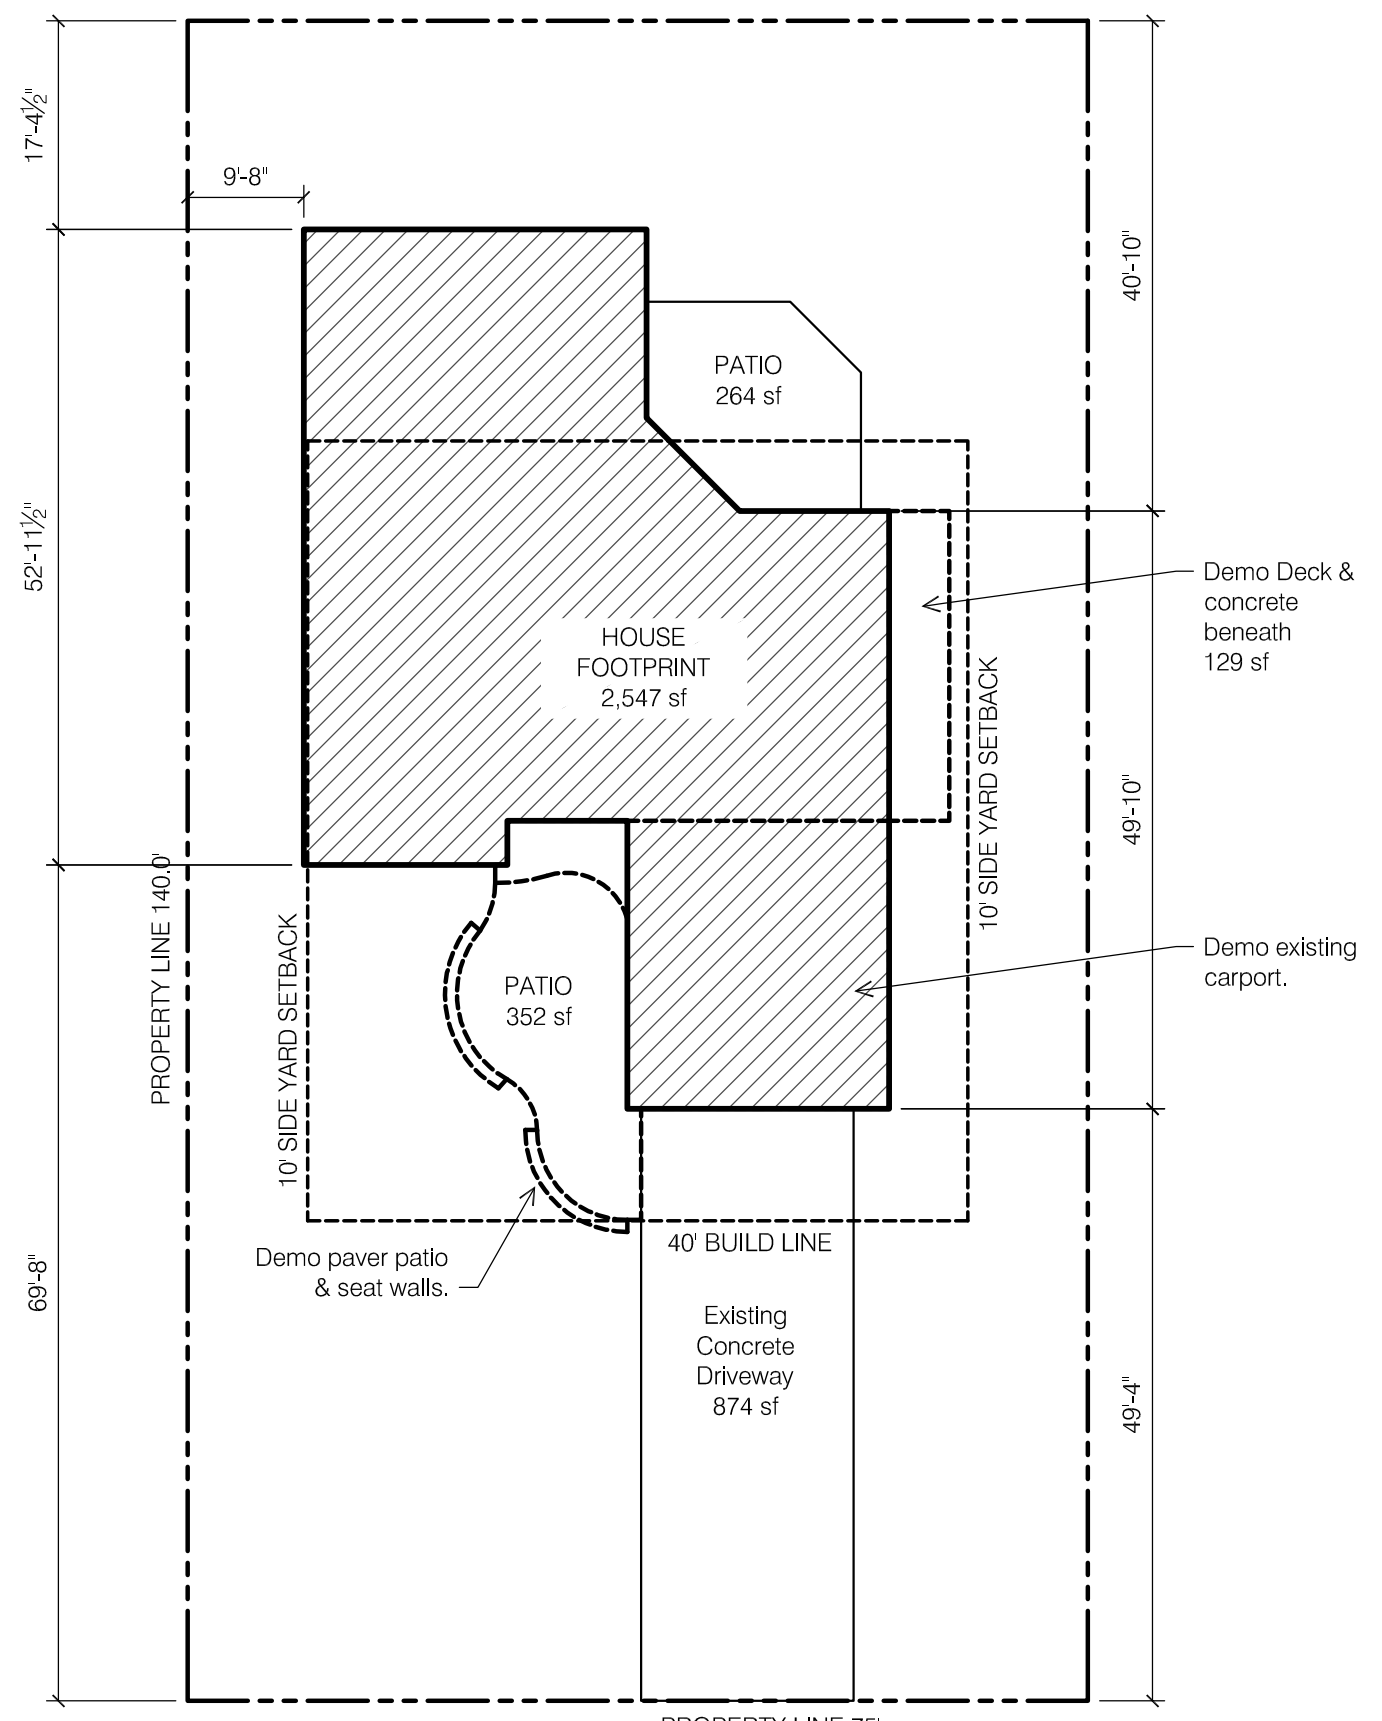 17'-4½"
9'-8"
40'-10"
PATIO
264 sf
52'-11½"
Demo Deck &
concrete
beneath
129 sf
HOUSE
FOOTPRINT
2,547 sf
10' SIDE YARD SETBACK
49'-10"
PROPERTY LINE 140.0'
10' SIDE YARD SETBACK
PATIO
352 sf
Demo existing
carport.
40' BUILD LINE
Demo paver patio
& seat walls.
69'-8"
Existing
Concrete
Driveway
874 sf
49'-4"
PROPERTY LINE 75'